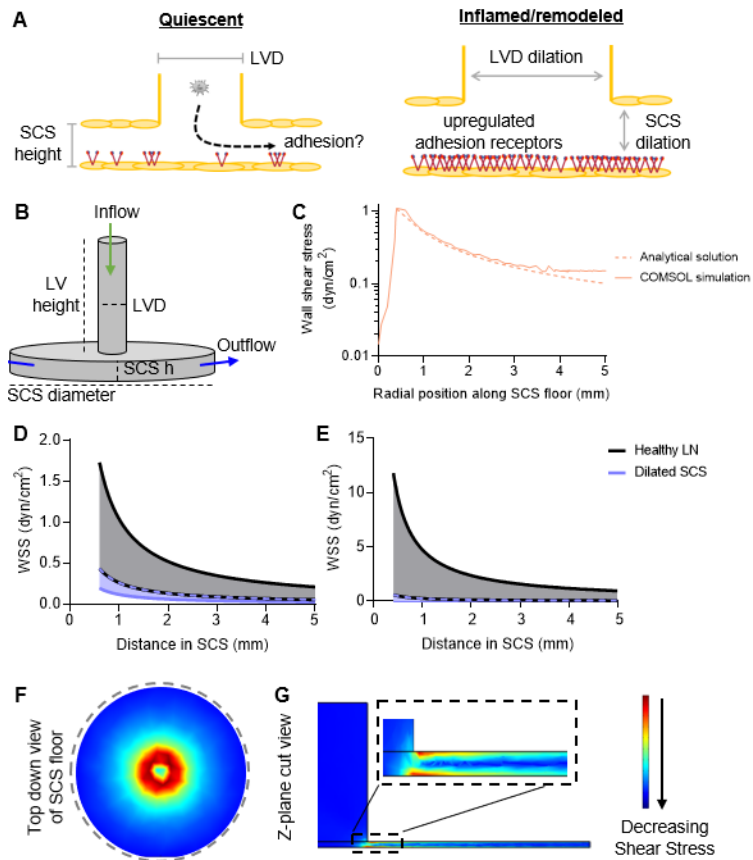 A
Quiescent
Inflamed/remodeled
LVD
LVD dilation
SCS
height
adhesion?
upregulated
adhesion receptors
SCS
dilation
B
Inflow
LV
height
LVD
Outflow
SCS h
SCS diameter
C
Wall shear stress
(dyn/cm²)
1
0.1
0.01
0
1
2
3
4
5
Radial position along SCS floor (mm)
Analytical solution
COMSOL simulation
D
WSS (dyn/cm²)
2.0
1.5
1.0
0.5
0.0
1
2
3
4
5
Distance in SCS (mm)
E
WSS (dyn/cm²)
15
10
5
0
0
1
2
3
4
5
Distance in SCS (mm)
Healthy LN
Dilated SCS
F
Top down view
of SCS floor
G
Z-plane cut view
Decreasing
Shear Stress